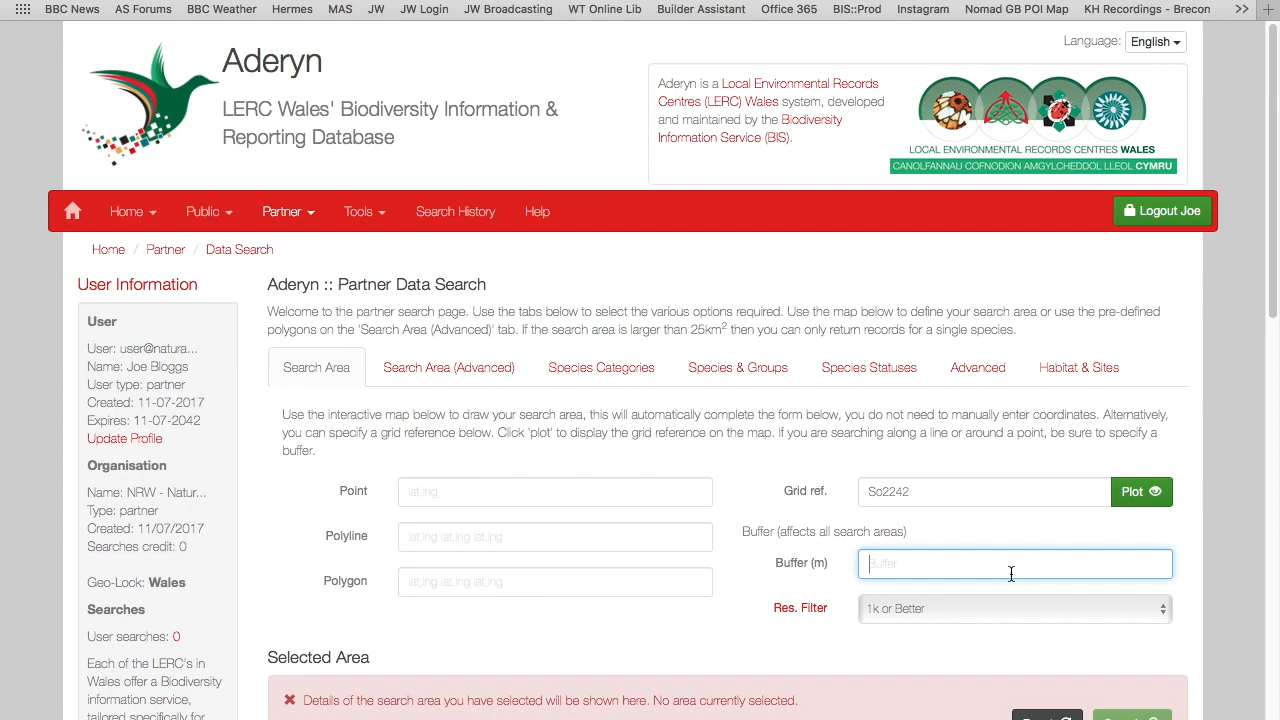 BBC News AS Forums BBC Weather Hermes MAS JW JW Login JW Broadcasting WT Online Lib Builder Assistant Office 365 BIS::Prod Instagram Nomad GB POI Map KH Recordings - Brecon
Language: English
Aderyn
LERC Wales' Biodiversity Information &
Reporting Database
Aderyn is a Local Environmental Records
Centres (LERC) Wales system, developed
and maintained by the Biodiversity
Information Service (BIS).
LOCAL ENVIRONMENTAL RECORDS CENTRES WALES
CANOLFANNAU COFNODION AMGYLCHEDDOL LLEOL CYMRU
Home Public Partner Tools Search History Help Logout Joe
Home / Partner / Data Search
User Information
User
User: user@natura...
Name: Joe Bloggs
User type: partner
Created: 11-07-2017
Expires: 11-07-2042
Update Profile
Organisation
Name: NRW - Natur...
Type: partner
Created: 11/07/2017
Searches credit: 0
Geo-Lock: Wales
Searches
User searches: 0
Each of the LERC's in
Wales offer a Biodiversity
information service,
tailored specifically for
Aderyn :: Partner Data Search
Welcome to the partner search page. Use the tabs below to select the various options required. Use the map below to define your search area or use the pre-defined
polygons on the 'Search Area (Advanced)' tab. If the search area is larger than 25km² then you can only return records for a single species.
Search Area Search Area (Advanced) Species Categories Species & Groups Species Statuses Advanced Habitat & Sites
Use the interactive map below to draw your search area, this will automatically complete the form below, you do not need to manually enter coordinates. Alternatively,
you can specify a grid reference below. Click 'plot' to display the grid reference on the map. If you are searching along a line or around a point, be sure to specify a
buffer.
Point lat,lng
Polyline lat,lng lat,lng lat,lng
Polygon lat,lng lat,lng lat,lng
Grid ref. So2242 Plot
Buffer (affects all search areas)
Buffer (m) Buffer
Res. Filter 1k or Better
Selected Area
Details of the search area you have selected will be shown here. No area currently selected.